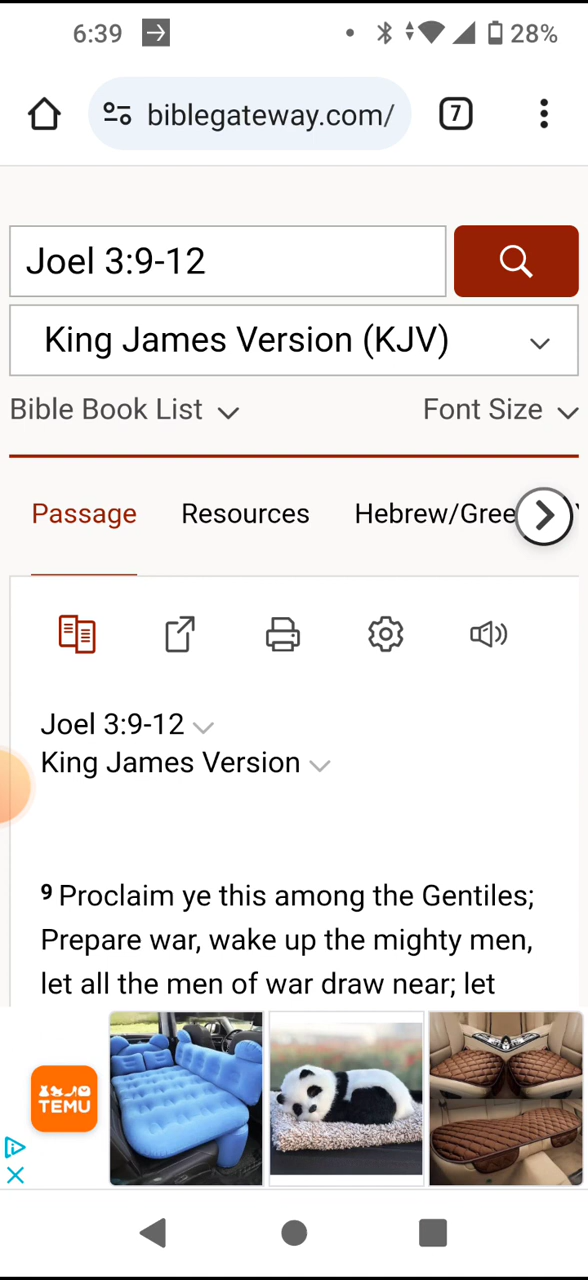 6:39 28%
biblegateway.com/ 7
Joel 3:9-12
King James Version (KJV)
Bible Book List Font Size
Passage Resources Hebrew/Gree
Joel 3:9-12
King James Version
9 Proclaim ye this among the Gentiles;
Prepare war, wake up the mighty men,
let all the men of war draw near; let
TEMU